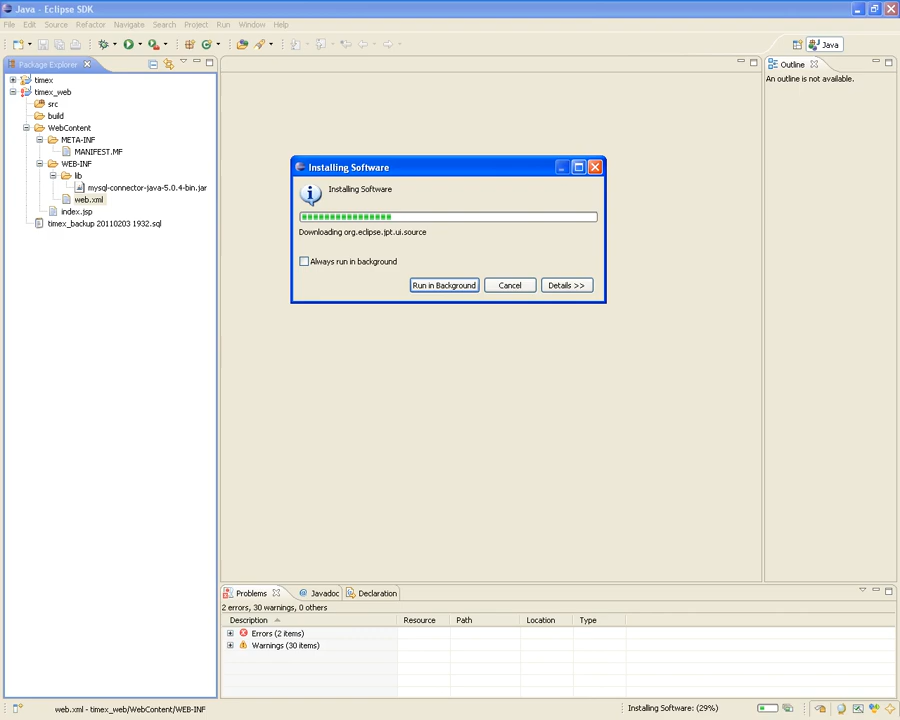 Java - Eclipse SDK
File Edit Source Refactor Navigate Search Project Run Window Help
Java
Package Explorer
timex
timex_web
src
build
WebContent
META-INF
MANIFEST.MF
WEB-INF
lib
mysql-connector-java-5.0.4-bin.jar
web.xml
index.jsp
timex_backup 20110203 1932.sql
Installing Software
Installing Software
Downloading org.eclipse.jpt.ui.source
Always run in background
Run in Background Cancel Details >>
Outline
An outline is not available.
Problems Javadoc Declaration
2 errors, 30 warnings, 0 others
Description Resource Path Location Type
Errors (2 items)
Warnings (30 items)
web.xml - timex_web/WebContent/WEB-INF
Installing Software: (29%)